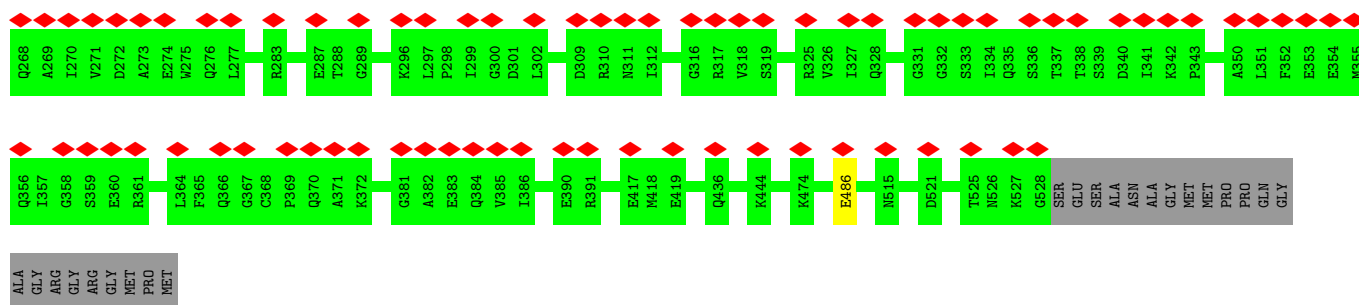 Q268 A269 I270 V271 D272 A273 E274 W275 Q276 L277 R283 E287 T288 G289 K296 L297 P298 I299 G300 D301 L302 D309 R310 N311 I312 G316 R317 V318 S319 R325 V326 I327 Q328 G331 G332 S333 I334 Q335 S336 T337 T338 S339 D340 I341 K342 P343 A350 L351 F352 E353 E354 M355
Q356 I357 G358 S359 E360 R361 L364 F365 Q366 G367 C368 P369 Q370 A371 K372 G381 A382 E383 Q384 V385 I386 E390 R391 E417 M418 E419 Q436 K444 K474 E486 N515 D521 T525 N526 K527 G528 SER GLU SER ALA ASN ALA GLY MET MET PRO PRO GLN GLY
ALA GLY ARG GLY ARG GLY MET PRO MET